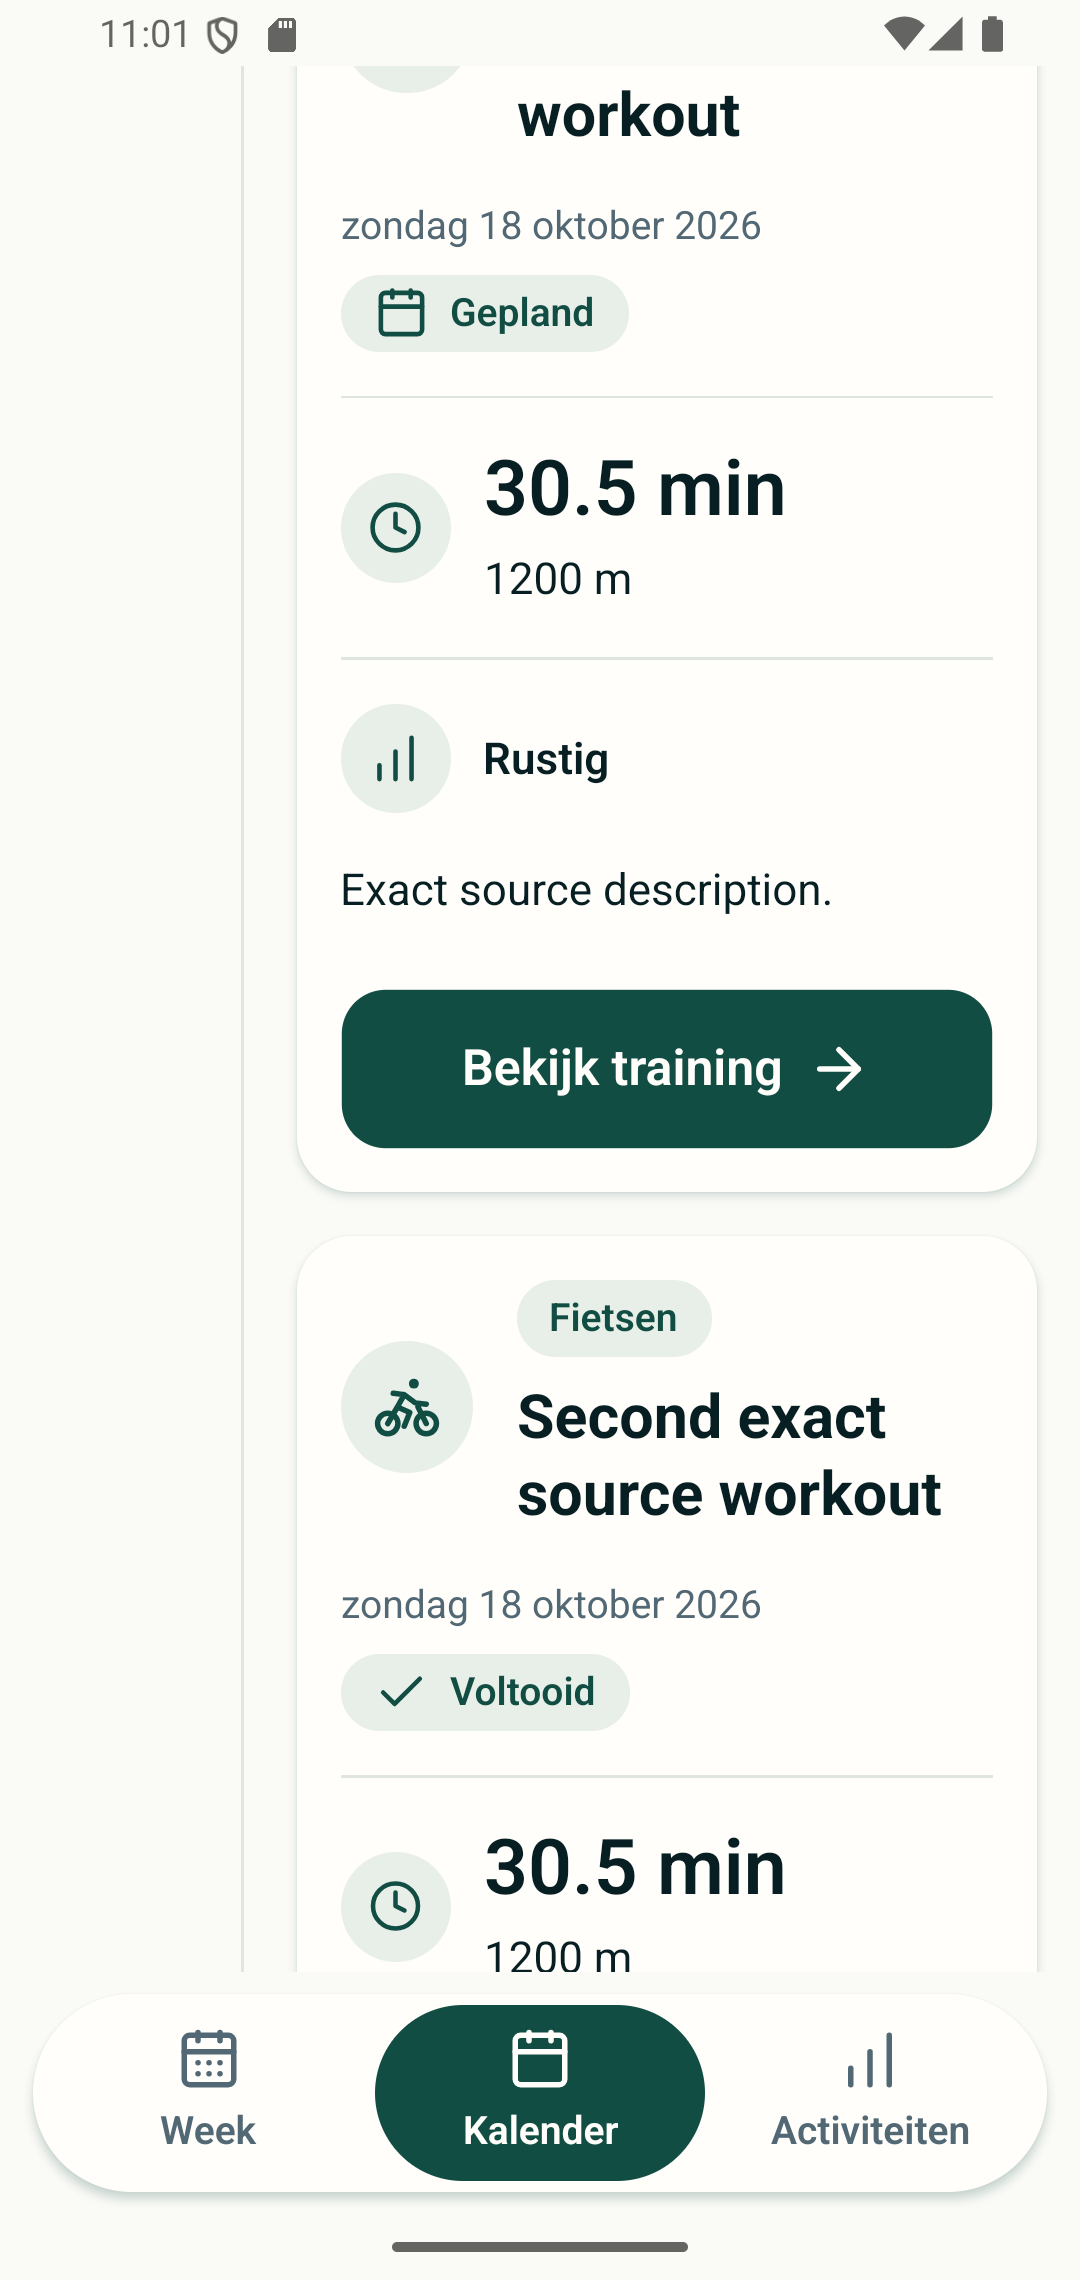 11:01
workout
zondag 18 oktober 2026
Gepland
30.5 min
1200 m
Rustig
Exact source description.
Bekijk training
Fietsen
Second exact
source workout
zondag 18 oktober 2026
Voltooid
30.5 min
1200 m
Week
Kalender
Activiteiten